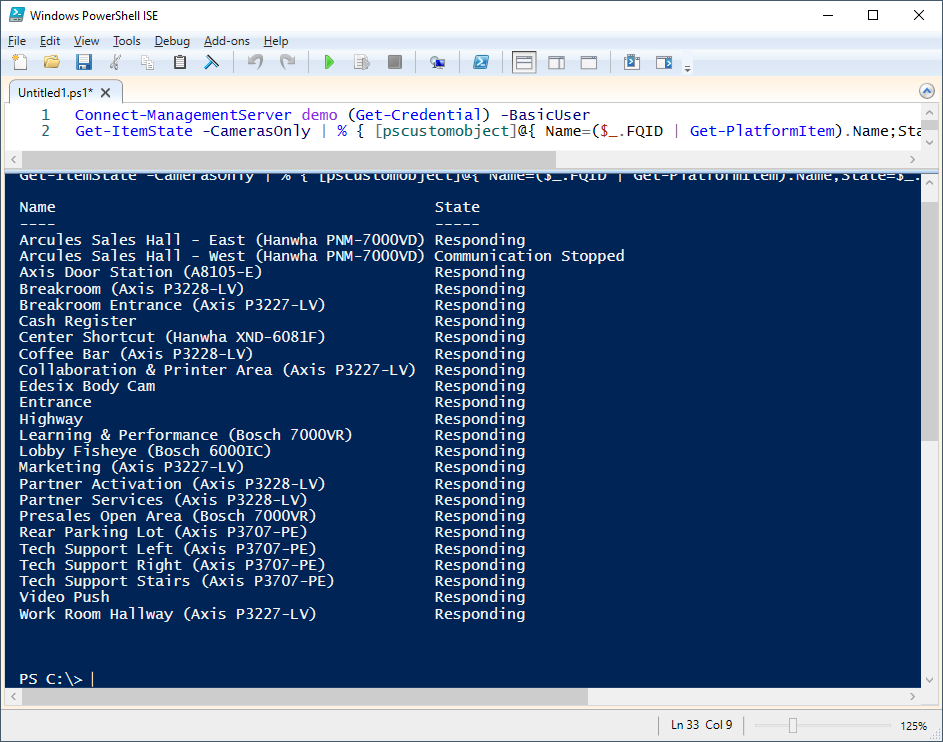 Windows PowerShell ISE
File Edit View Tools Debug Add-ons Help
Untitled1.ps1*
1 Connect-ManagementServer demo (Get-Credential) -BasicUser
2 Get-ItemState -CamerasOnly | % { [pscustomobject]@{ Name=($_.FQID | Get-PlatformItem).Name;Sta
Get-ItemState -CamerasOnly | % { [pscustomobject]@{ Name=($_.FQID | Get-PlatformItem).Name;State=$_.
Name State
---- -----
Arcules Sales Hall - East (Hanwha PNM-7000VD) Responding
Arcules Sales Hall - West (Hanwha PNM-7000VD) Communication Stopped
Axis Door Station (A8105-E) Responding
Breakroom (Axis P3228-LV) Responding
Breakroom Entrance (Axis P3227-LV) Responding
Cash Register Responding
Center Shortcut (Hanwha XND-6081F) Responding
Coffee Bar (Axis P3228-LV) Responding
Collaboration & Printer Area (Axis P3227-LV) Responding
Edesix Body Cam Responding
Entrance Responding
Highway Responding
Learning & Performance (Bosch 7000VR) Responding
Lobby Fisheye (Bosch 6000IC) Responding
Marketing (Axis P3227-LV) Responding
Partner Activation (Axis P3228-LV) Responding
Partner Services (Axis P3228-LV) Responding
Presales Open Area (Bosch 7000VR) Responding
Rear Parking Lot (Axis P3707-PE) Responding
Tech Support Left (Axis P3707-PE) Responding
Tech Support Right (Axis P3707-PE) Responding
Tech Support Stairs (Axis P3707-PE) Responding
Video Push Responding
Work Room Hallway (Axis P3227-LV) Responding
PS C:\>
Ln 33 Col 9 125%